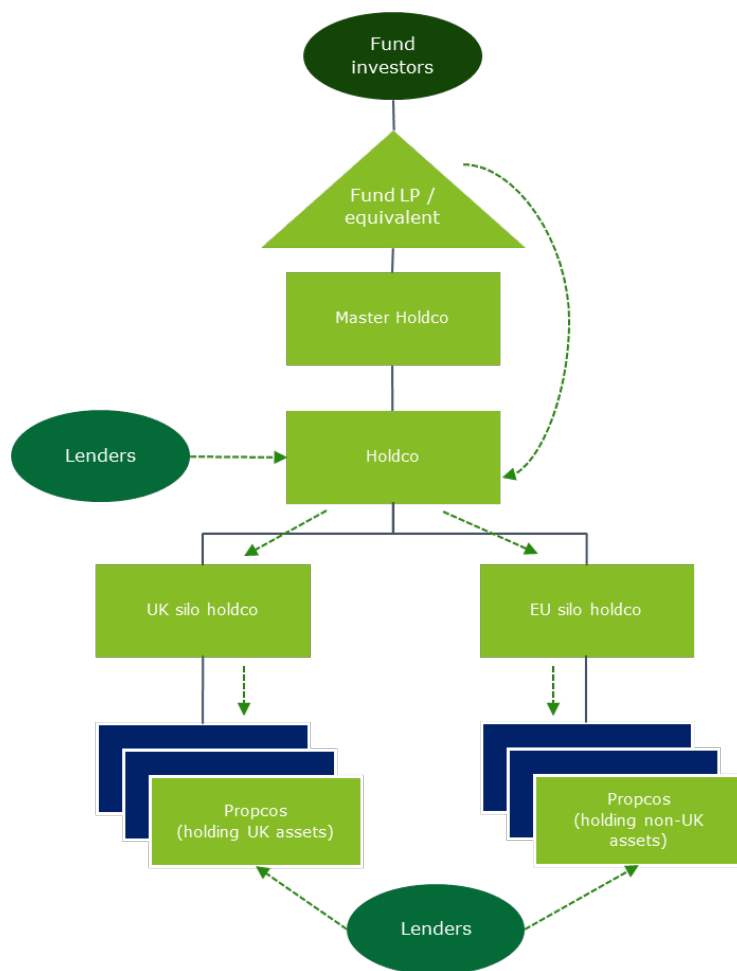 Fund
investors
Fund LP /
equivalent
Master Holdco
Lenders
Holdco
UK silo holdco
EU silo holdco
Propcos
(holding UK assets)
Propcos
(holding non-UK
assets)
Lenders